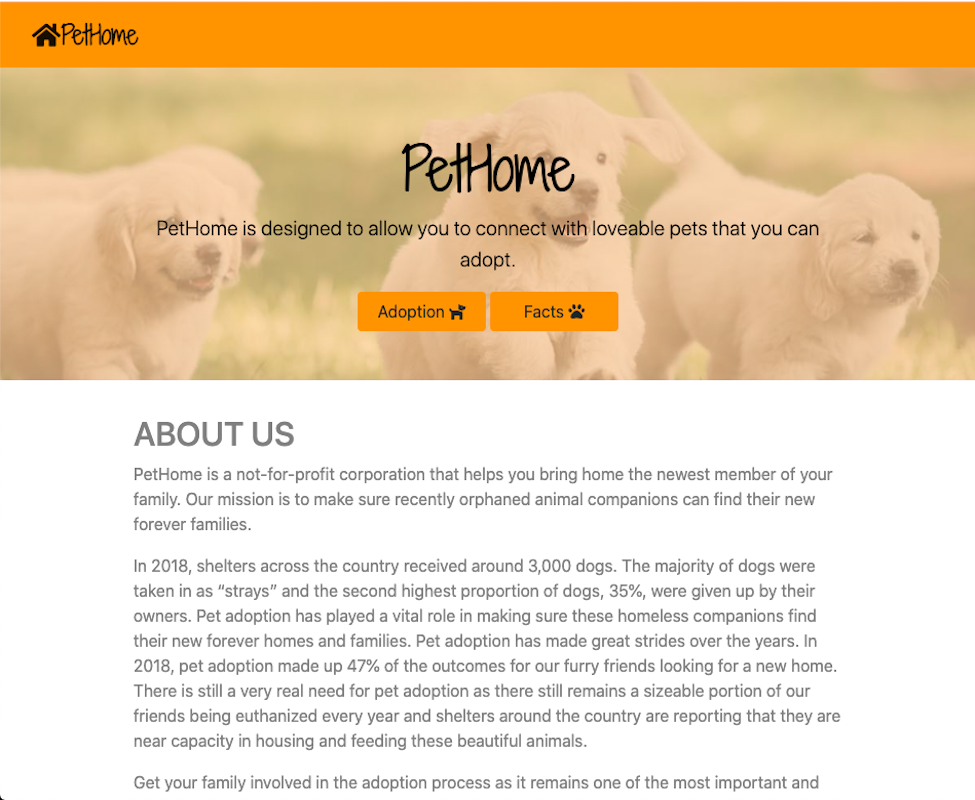 PetHome
PetHome
PetHome is designed to allow you to connect with loveable pets that you can
adopt.
Adoption
Facts
ABOUT US
PetHome is a not-for-profit corporation that helps you bring home the newest member of your
family. Our mission is to make sure recently orphaned animal companions can find their new
forever families.
In 2018, shelters across the country received around 3,000 dogs. The majority of dogs were
taken in as “strays” and the second highest proportion of dogs, 35%, were given up by their
owners. Pet adoption has played a vital role in making sure these homeless companions find
their new forever homes and families. Pet adoption has made great strides over the years. In
2018, pet adoption made up 47% of the outcomes for our furry friends looking for a new home.
There is still a very real need for pet adoption as there still remains a sizeable portion of our
friends being euthanized every year and shelters around the country are reporting that they are
near capacity in housing and feeding these beautiful animals.
Get your family involved in the adoption process as it remains one of the most important and